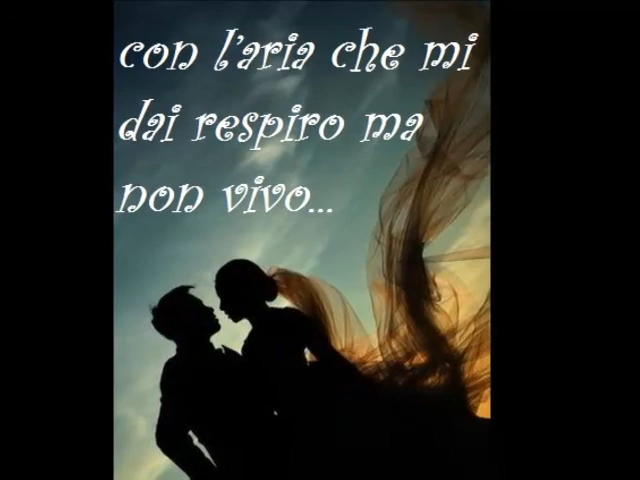 con l'aria che mi
dai respiro ma
non vivo...